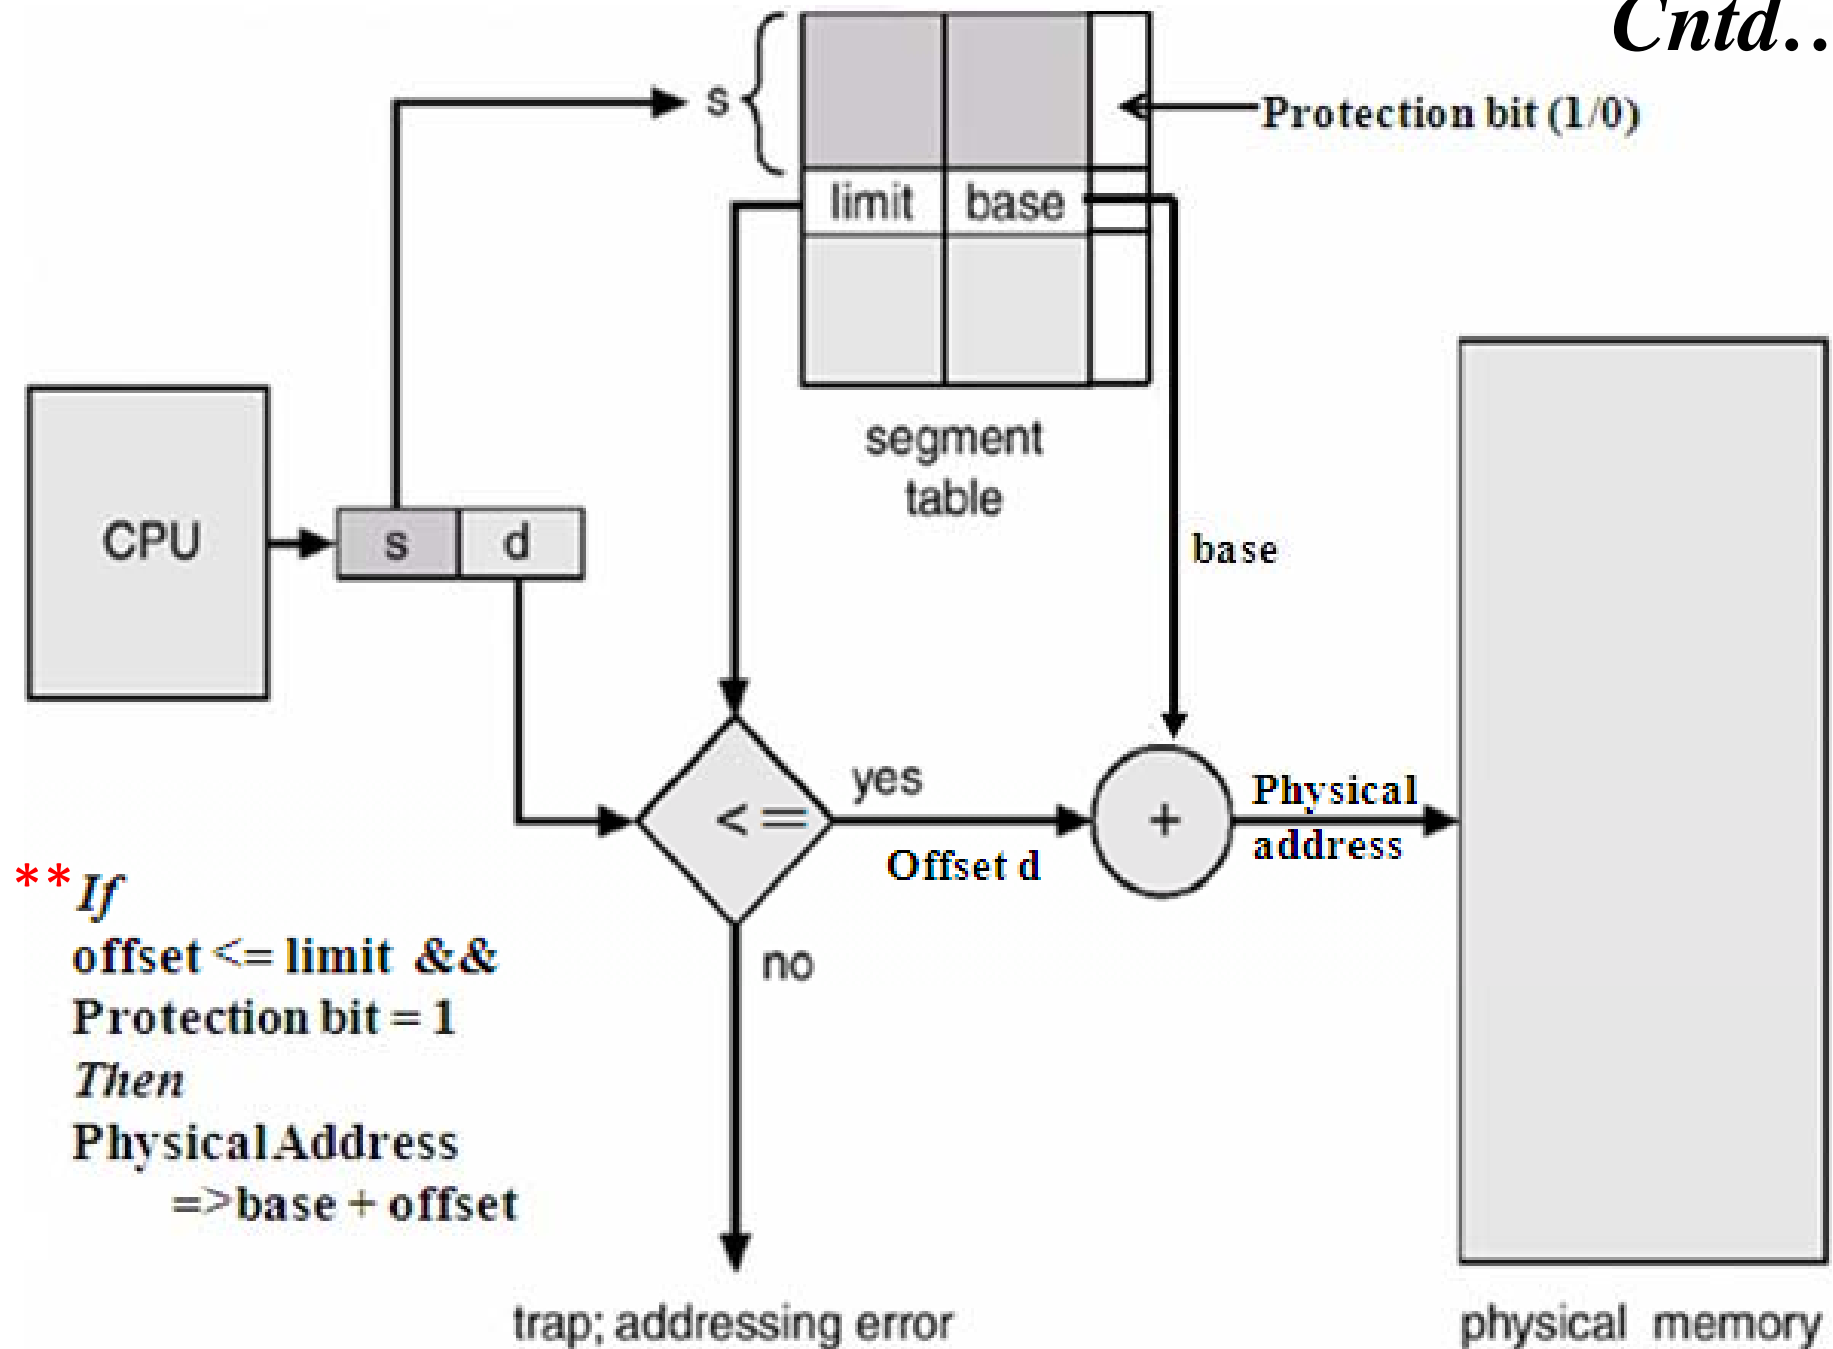 Cntd..
s
Protection bit (1/0)
limit base
segment
table
CPU
s d
base
yes
<=
+
Physical
address
Offset d
no
**If
offset <= limit &&
Protection bit = 1
Then
Physical Address
=>base + offset
trap; addressing error
physical memory